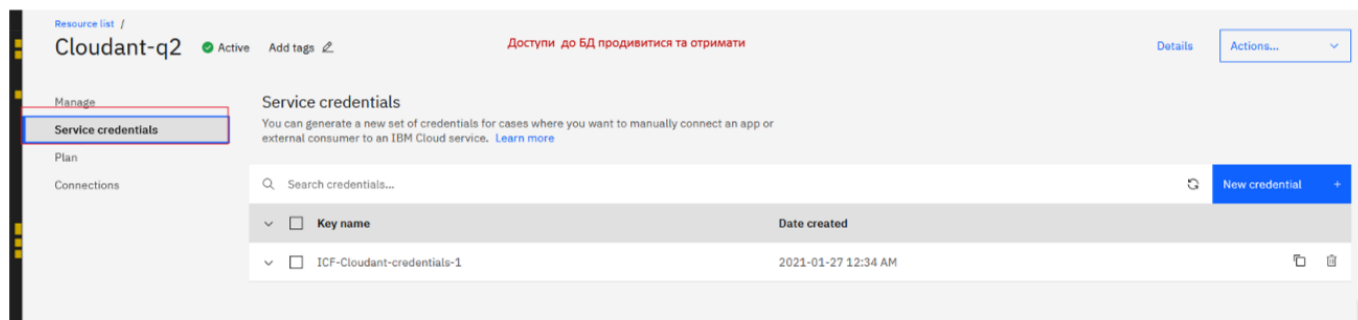 Resource list /
Cloudant-q2 Active Add tags Доступи до БД продивитися та отримати Details Actions...
Manage
Service credentials
Plan
Connections
Service credentials
You can generate a new set of credentials for cases where you want to manually connect an app or
external consumer to an IBM Cloud service. Learn more
Search credentials... New credential +
Key name Date created
ICF-Cloudant-credentials-1 2021-01-27 12:34 AM